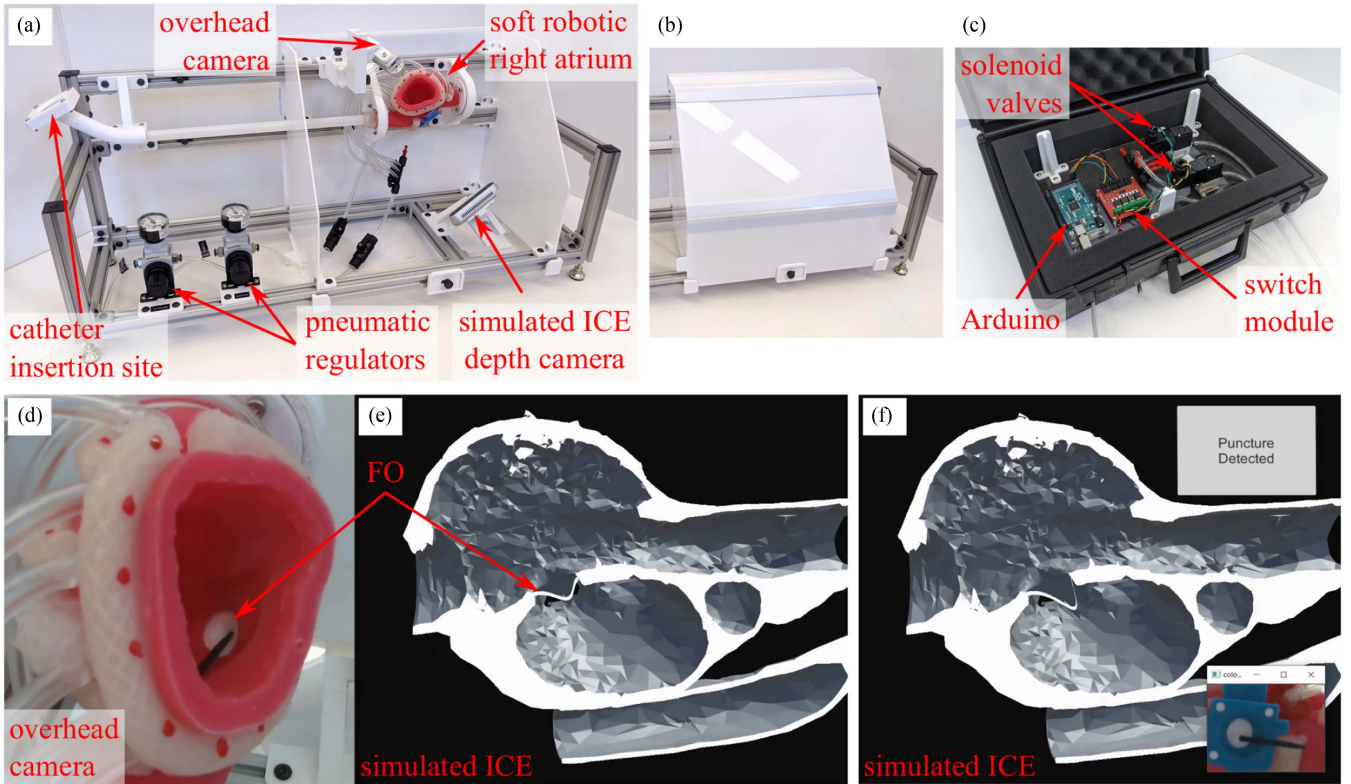 (a)
overhead
camera
soft robotic
right atrium
catheter
insertion site
pneumatic
regulators
simulated ICE
depth camera
(b)
(c)
solenoid
valves
Arduino
switch
module
(d)
overhead
camera
(e)
FO
simulated ICE
(f)
Puncture
Detected
colo...
simulated ICE